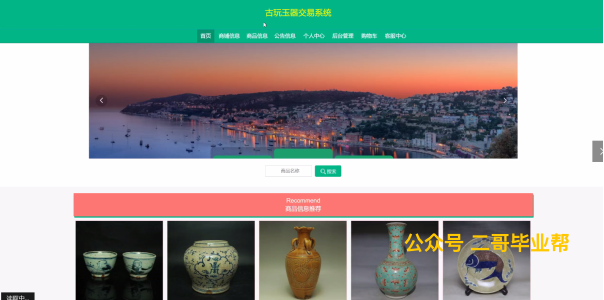 古玩玉器交易系统
首页 商铺信息 商品信息 公告信息 个人中心 后台管理 购物车 客服中心
商品名称 搜索
Recommend
商品信息推荐
公众号 二哥毕业帮